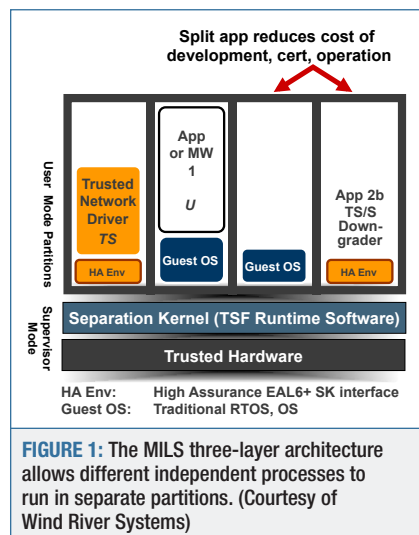 Split app reduces cost of
development, cert, operation
User Mode Partitions
Trusted
Network
Driver
TS
HA Env
App
or MW
1
U
Guest OS
Guest OS
App 2b
TS/S
Down-
grader
HA Env
Supervisor
Mode
Separation Kernel (TSF Runtime Software)
Trusted Hardware
HA Env: High Assurance EAL6+ SK interface
Guest OS: Traditional RTOS, OS
FIGURE 1: The MILS three-layer architecture
allows different independent processes to
run in separate partitions. (Courtesy of
Wind River Systems)